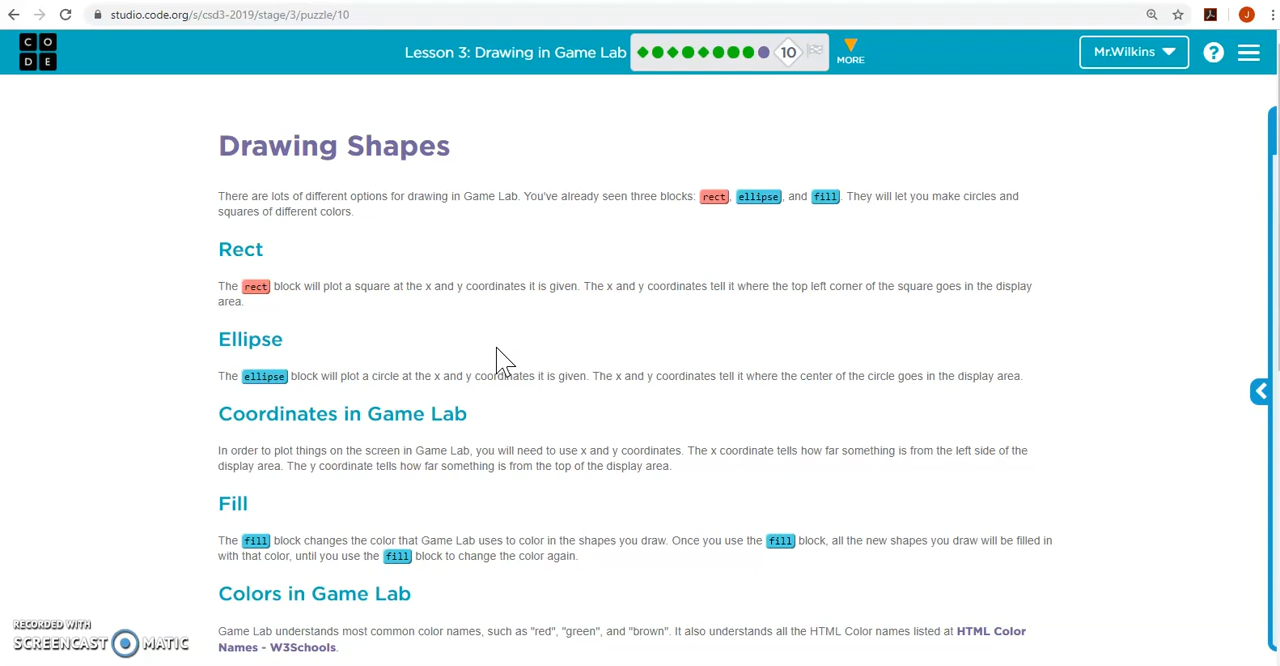 studio.code.org/s/csd3-2019/stage/3/puzzle/10
J
C O
D E
Lesson 3: Drawing in Game Lab
10
MORE
Mr.Wilkins
?
Drawing Shapes
There are lots of different options for drawing in Game Lab. You've already seen three blocks: rect, ellipse, and fill. They will let you make circles and
squares of different colors.
Rect
The rect block will plot a square at the x and y coordinates it is given. The x and y coordinates tell it where the top left corner of the square goes in the display
area.
Ellipse
The ellipse block will plot a circle at the x and y coordinates it is given. The x and y coordinates tell it where the center of the circle goes in the display area.
Coordinates in Game Lab
In order to plot things on the screen in Game Lab, you will need to use x and y coordinates. The x coordinate tells how far something is from the left side of the
display area. The y coordinate tells how far something is from the top of the display area.
Fill
The fill block changes the color that Game Lab uses to color in the shapes you draw. Once you use the fill block, all the new shapes you draw will be filled in
with that color, until you use the fill block to change the color again.
Colors in Game Lab
Game Lab understands most common color names, such as "red", "green", and "brown". It also understands all the HTML Color names listed at HTML Color
Names - W3Schools.
RECORDED WITH
SCREENCAST MATIC